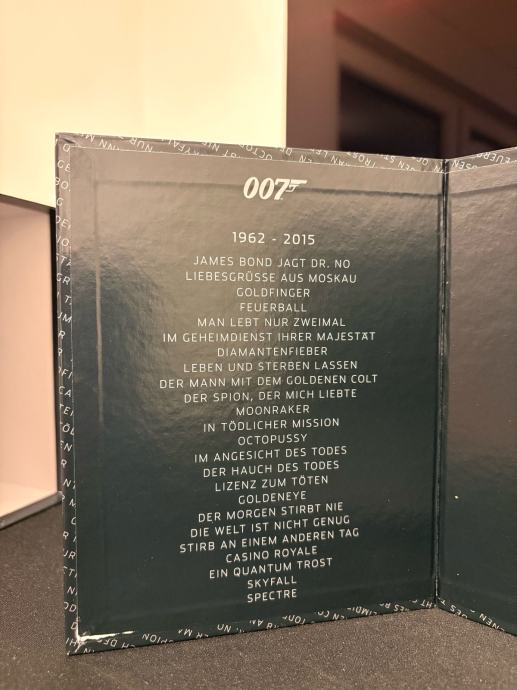 007
1962 - 2015
JAMES BOND JAGT DR. NO
LIEBESGRÜSSE AUS MOSKAU
GOLDFINGER
FEUERBALL
MAN LEBT NUR ZWEIMAL
IM GEHEIMDIENST IHRER MAJESTÄT
DIAMANTENFIEBER
LEBEN UND STERBEN LASSEN
DER MANN MIT DEM GOLDENEN COLT
DER SPION, DER MICH LIEBTE
MOONRAKER
IN TÖDLICHER MISSION
OCTOPUSSY
IM ANGESICHT DES TODES
DER HAUCH DES TODES
LIZENZ ZUM TÖTEN
GOLDENEYE
DER MORGEN STIRBT NIE
DIE WELT IST NICHT GENUG
STIRB AN EINEM ANDEREN TAG
CASINO ROYALE
EIN QUANTUM TROST
SKYFALL
SPECTRE